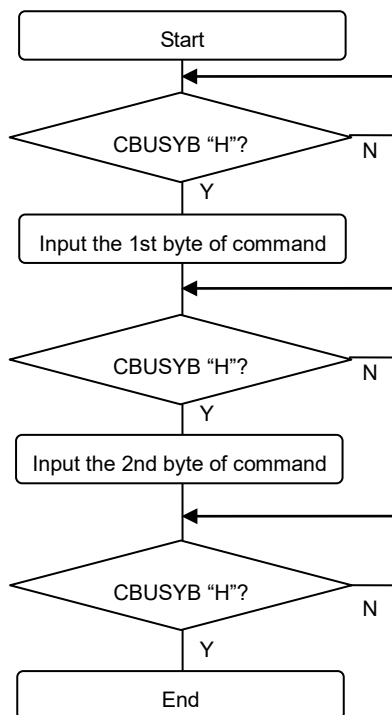 Start
CBUSYB “H”?
N
Y
Input the 1st byte of command
CBUSYB “H”?
N
Y
Input the 2nd byte of command
CBUSYB “H”?
N
Y
End